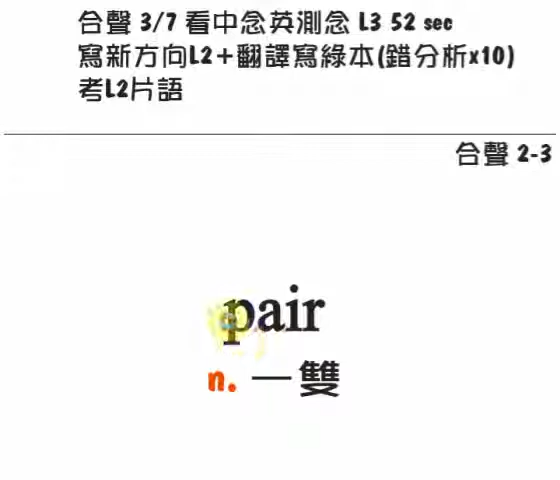 合聲 3/7 看中念英測念 L3 52 sec
寫新方向L2+翻譯寫綠本(錯分析x10)
考L2片語
合聲 2-3
pair
n. 一雙